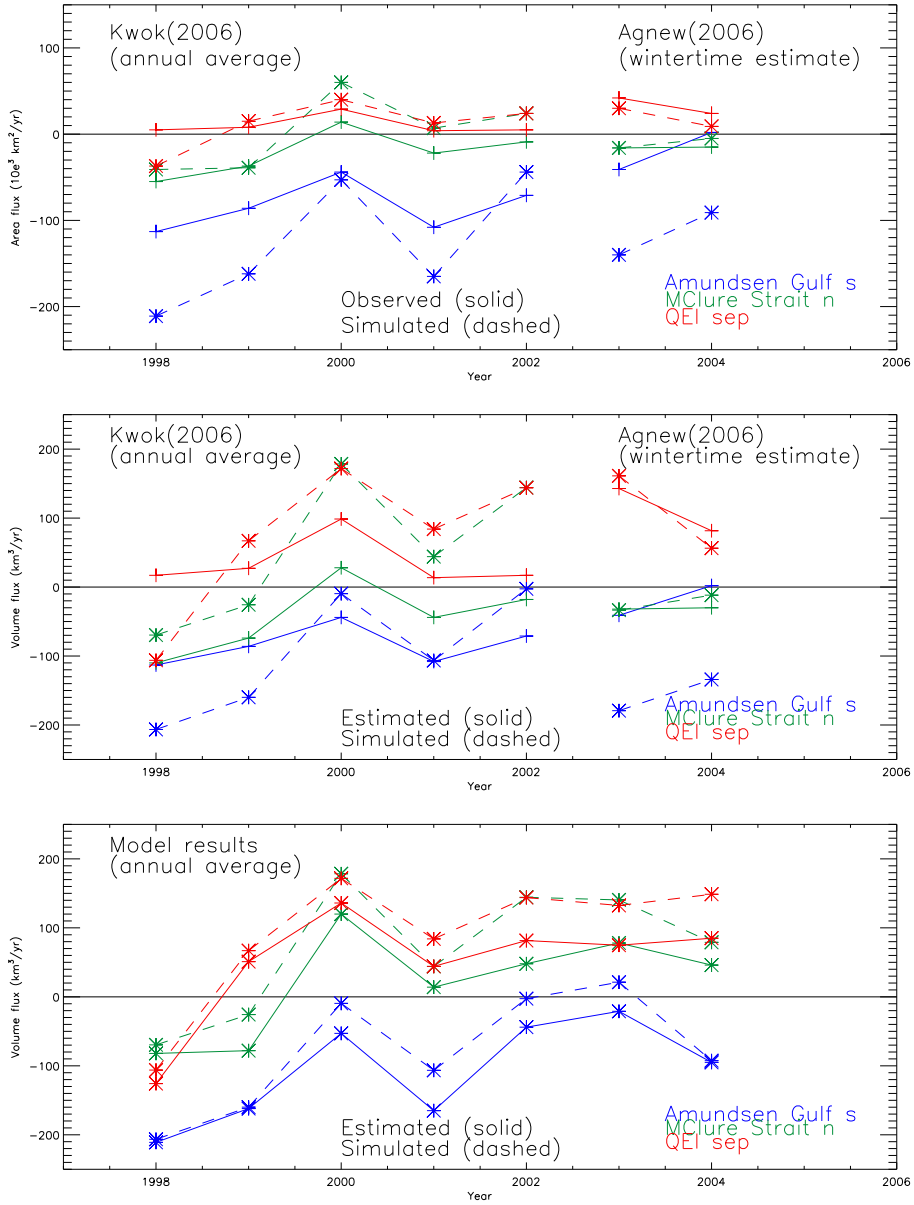 Kwok(2006)
(annual average)
Agnew(2006)
(wintertime estimate)
100
0
-100
-200
Area flux (10e³ km²/yr)
Observed (solid)
Simulated (dashed)
Amundsen Gulf s
MClure Strait n
QEI sep
1998
2000
2002
2004
2006
Year
Kwok(2006)
(annual average)
Agnew(2006)
(wintertime estimate)
200
100
0
-100
-200
Volume flux (km³/yr)
Estimated (solid)
Simulated (dashed)
Amundsen Gulf s
MClure Strait n
QEI sep
1998
2000
2002
2004
2006
Year
Model results
(annual average)
200
100
0
-100
-200
Volume flux (km³/yr)
Estimated (solid)
Simulated (dashed)
Amundsen Gulf s
MClure Strait n
QEI sep
1998
2000
2002
2004
2006
Year